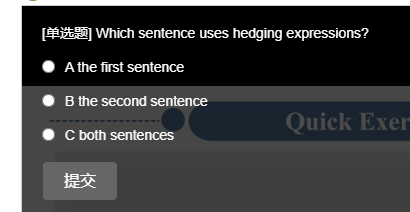 [单选题] Which sentence uses hedging expressions?
A the first sentence
B the second sentence
Quick Exer
C both sentences
提交